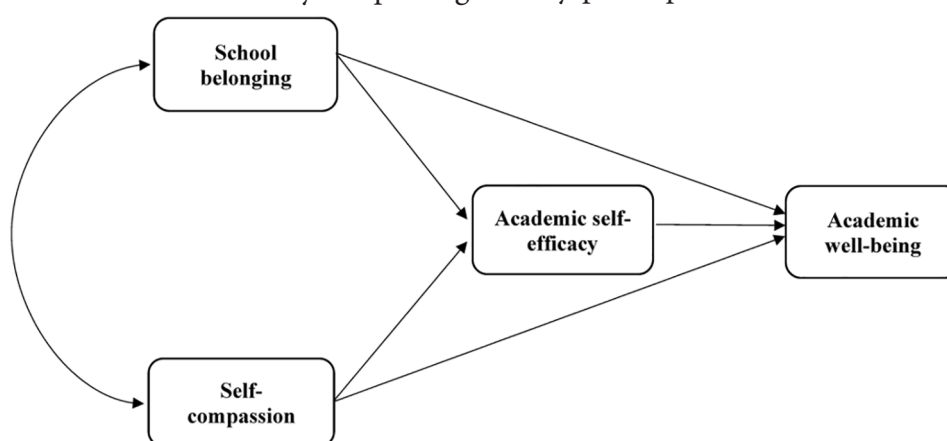 School
belonging
Academic self-
efficacy
Academic
well-being
Self-
compassion